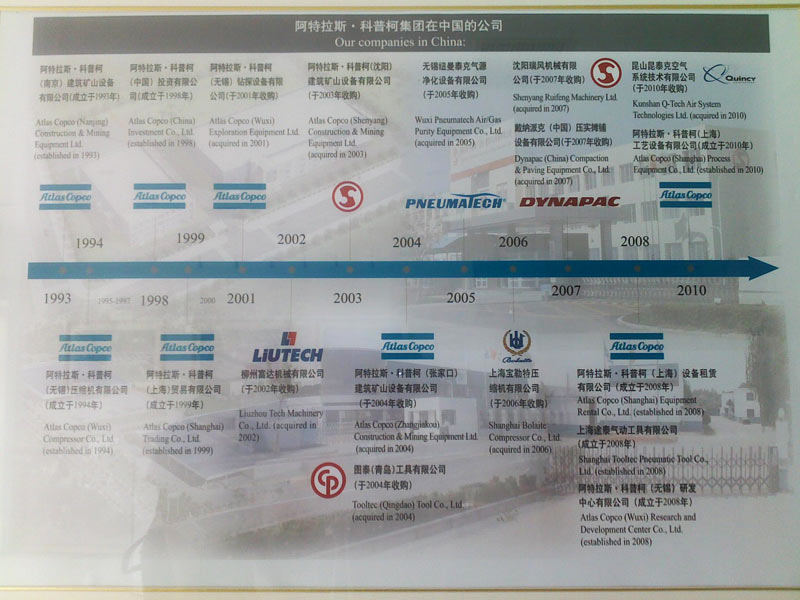 阿特拉斯·科普柯集团在中国的公司
Our companies in China:
阿特拉斯·科普柯
(南京）建筑矿山设备
有限公司(成立于1993年)
Atlas Copco (Nanjing)
Construction & Mining
Equipment Ltd.
(established in 1993)
Atlas Copco
阿特拉斯·科普柯
（中国）投资有限公
司(成立于1998年)
Atlas Copco (China)
Investment Co., Ltd.
(established in 1998)
Atlas Copco
阿特拉斯·科普柯
（无锡）钻探设备有限
公司(于2001年收购)
Atlas Copco (Wuxi)
Exploration Equipment Ltd.
(acquired in 2001)
Atlas Copco
阿特拉斯·科普柯(沈阳)
建筑矿山设备有限公司
(于2003年收购)
Atlas Copco (Shenyang)
Construction & Mining
Equipment Ltd.
(acquired in 2003)
无锡纽曼泰克气源
净化设备有限公司
(于2005年收购)
Wuxi Pneumatech Air/Gas
Purity Equipment Co., Ltd.
(acquired in 2005)
PNEUMATECH
沈阳瑞风机械有限
公司(于2007年收购)
Shenyang Ruifeng Machinery Ltd.
(acquired in 2007)
戴纳派克（中国）压实摊铺
设备有限公司(于2007年收购)
Dynapac (China) Compaction
& Paving Equipment Co., Ltd.
(acquired in 2007)
DYNAPAC
昆山昆泰克空气
系统技术有限公司
(于2010年收购)
Quincy
Kunshan Q-Tech Air System
Technologies Ltd. (acquired in 2010)
阿特拉斯·科普柯(上海)
工艺设备有限公司(成立于2010年)
Atlas Copco (Shanghai) Process
Equipment Co., Ltd. (established in 2010)
Atlas Copco
1994
1999
2002
2004
2006
2008
1993
1995-1997
1998
2000
2001
2003
2005
2007
2010
Atlas Copco
阿特拉斯·科普柯
(无锡)压缩机有限公司
(成立于1994年)
Atlas Copco (Wuxi)
Compressor Co., Ltd.
(established in 1994)
Atlas Copco
阿特拉斯·科普柯
(上海)贸易有限公司
(成立于1999年)
Atlas Copco (Shanghai)
Trading Co., Ltd.
(established in 1999)
LIUTECH
柳州富达机械有限公司
(于2002年收购)
Liuzhou Tech Machinery
Co., Ltd. (acquired in
2002)
Atlas Copco
阿特拉斯·科普柯（张家口）
建筑矿山设备有限公司
(于2004年收购)
Atlas Copco (Zhangjiakou)
Construction & Mining Equipment Ltd.
(acquired in 2004)
CP
图泰(青岛)工具有限公司
(于2004年收购)
Tooltec (Qingdao) Tool Co., Ltd.
(acquired in 2004)
Bolaite
上海宝勒特压
缩机有限公司
(于2006年收购)
Shanghai Bolaite
Compressor Co., Ltd.
(acquired in 2006)
Atlas Copco
阿特拉斯·科普柯（上海）设备租赁
有限公司（成立于2008年）
Atlas Copco (Shanghai) Equipment
Rental Co., Ltd. (established in 2008)
上海途泰气动工具有限公司
(成立于2008年)
Shanghai Tooltec Pneumatic Tool Co.,
Ltd. (established in 2008)
阿特拉斯·科普柯（无锡）研发
中心有限公司（成立于2008年）
Atlas Copco (Wuxi) Research and
Development Center Co., Ltd.
(established in 2008)